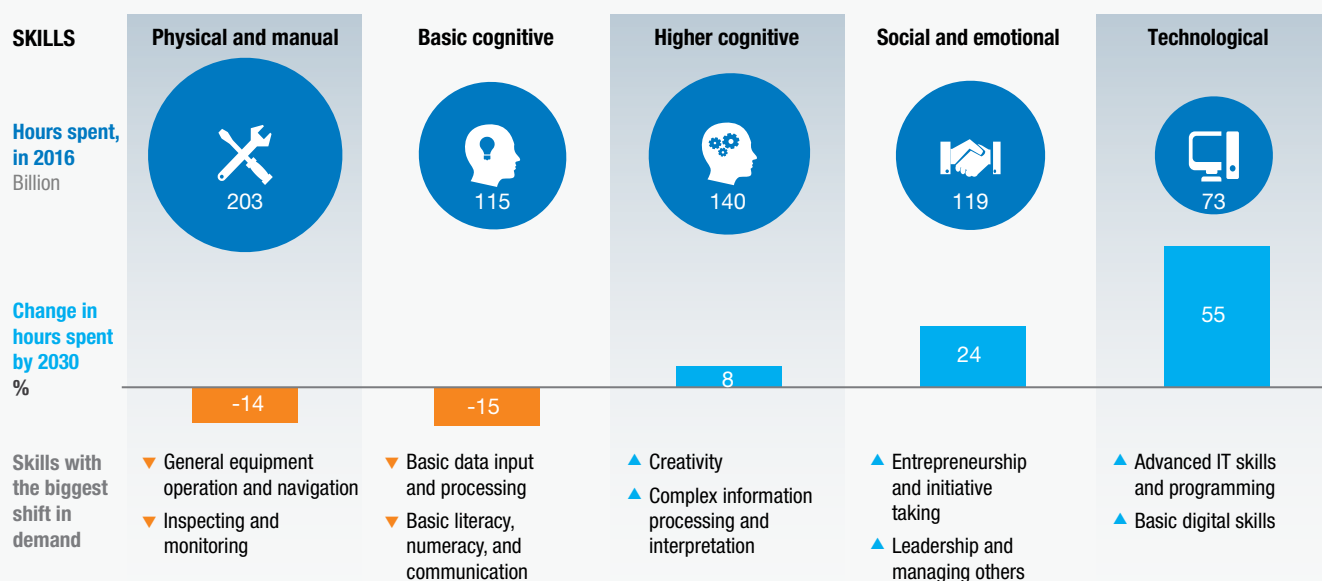 SKILLS
Physical and manual
Basic cognitive
Higher cognitive
Social and emotional
Technological
Hours spent,
in 2016
Billion
203
115
140
119
73
Change in
hours spent
by 2030
%
-14
-15
8
24
55
Skills with
the biggest
shift in
demand
General equipment
operation and navigation
Inspecting and
monitoring
Basic data input
and processing
Basic literacy,
numeracy, and
communication
Creativity
Complex information
processing and
interpretation
Entrepreneurship
and initiative
taking
Leadership and
managing others
Advanced IT skills
and programming
Basic digital skills